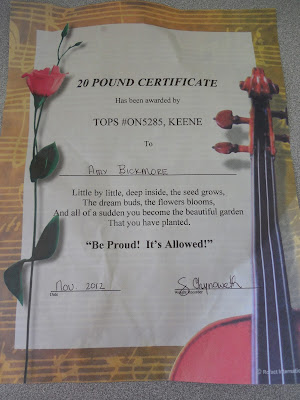 20 POUND CERTIFICATE
Has been awarded by
TOPS #ON5285, KEENE
To
AMY BICKMORE
Little by little, deep inside, the seed grows,
The dream buds, the flowers blooms,
And all of a sudden you become the beautiful garden
That you have planted.
"Be Proud! It's Allowed!"
Nov. 2012 S. Chynoweth
Date